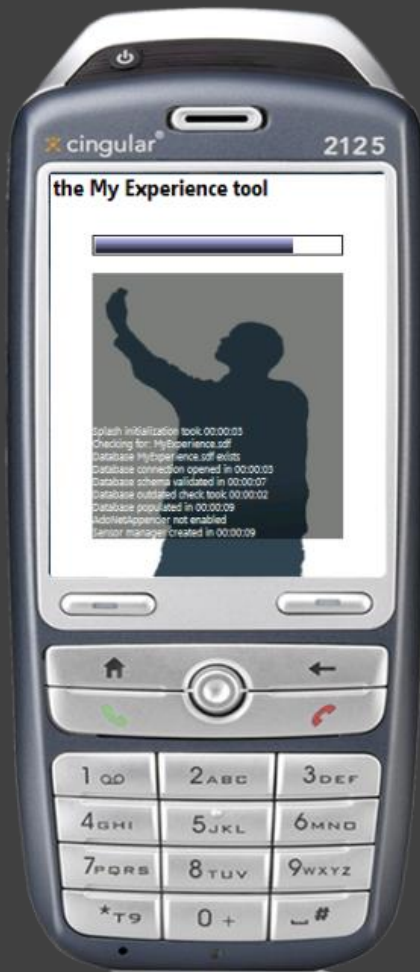 cingular®
2125
the My Experience tool
Splash initialization took 00:00:03
Checking for: MyExperience.sdf
Database MyExperience.sdf exists
Database connection opened in 00:00:03
Database schema validated in 00:00:07
Database outdated check took 00:00:02
Database populated in 00:00:09
AdoNetAppender not enabled
Sensor manager created in 00:00:09
1 2ABC 3DEF
4GHI 5JKL 6MNO
7PQRS 8TUV 9WXYZ
*T9 0 + #